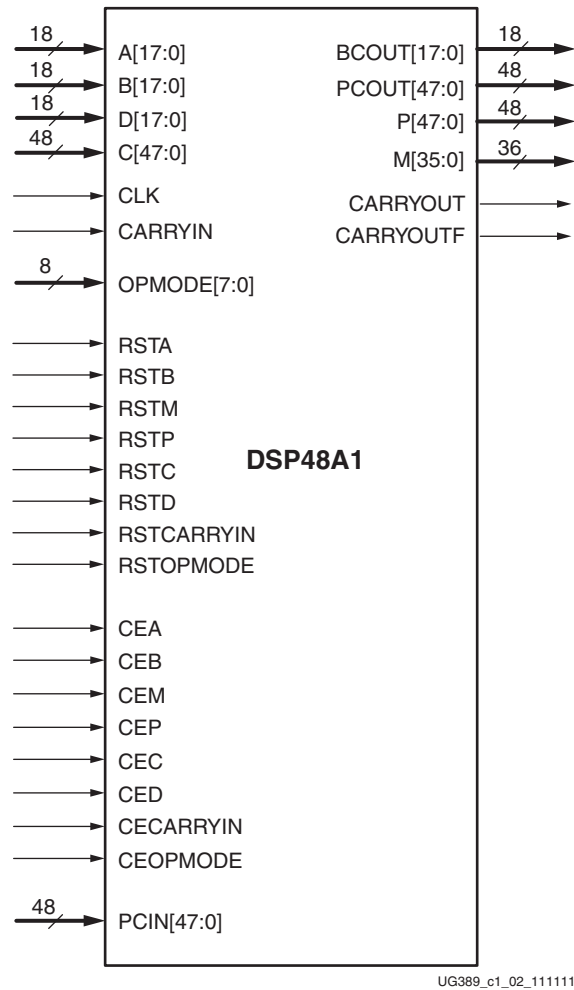 18
A[17:0]
18
B[17:0]
18
D[17:0]
48
C[47:0]
CLK
CARRYIN
8
OPMODE[7:0]
RSTA
RSTB
RSTM
RSTP
RSTC
RSTD
RSTCARRYIN
RSTOPMODE
CEA
CEB
CEM
CEP
CEC
CED
CECARRYIN
CEOPMODE
48
PCIN[47:0]
DSP48A1
BCOUT[17:0]
18
PCOUT[47:0]
48
P[47:0]
48
M[35:0]
36
CARRYOUT
CARRYOUTF
UG389_c1_02_111111